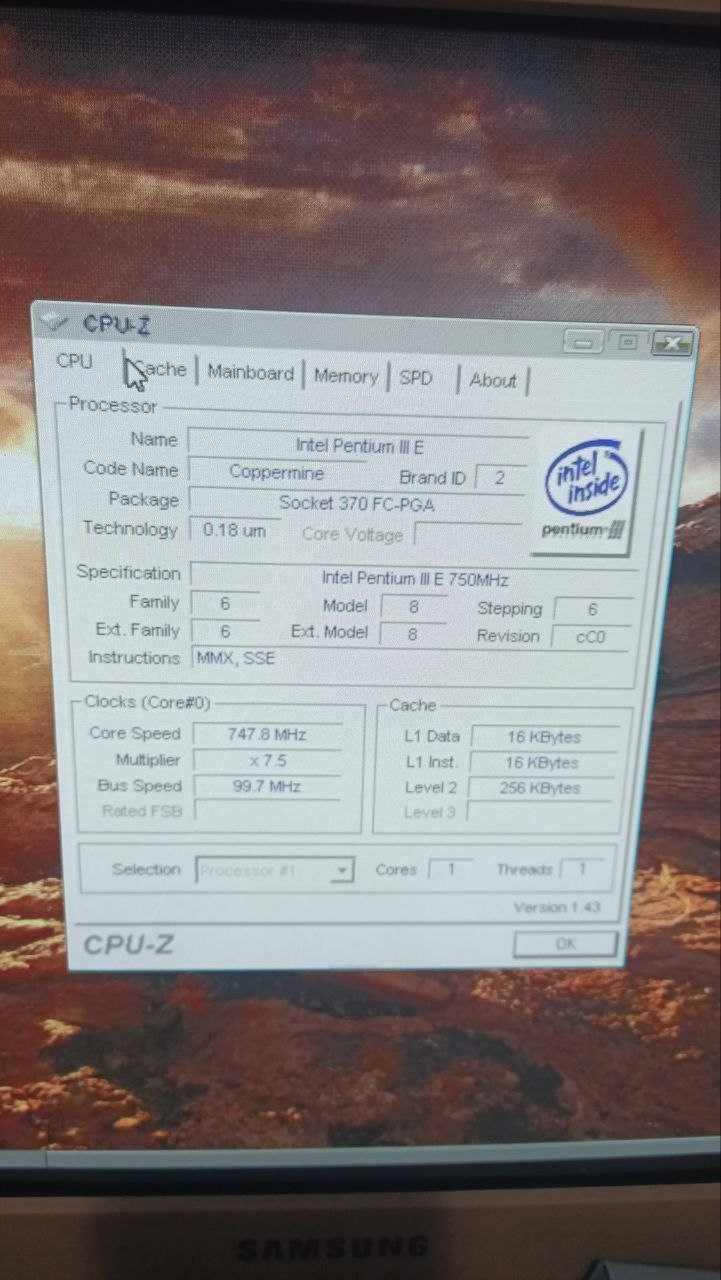 CPU-Z
CPU Cache Mainboard Memory SPD About
Processor
Name Intel Pentium III E
Code Name Coppermine Brand ID 2
Package Socket 370 FC-PGA
Technology 0.18 um Core Voltage
intel inside
pentium III
Specification Intel Pentium III E 750MHz
Family 6 Model 8 Stepping 6
Ext. Family 6 Ext. Model 8 Revision cC0
Instructions MMX, SSE
Clocks (Core#0)
Core Speed 747.8 MHz
Multiplier x 7.5
Bus Speed 99.7 MHz
Rated FSB
Cache
L1 Data 16 KBytes
L1 Inst. 16 KBytes
Level 2 256 KBytes
Level 3
Selection Processor #1 Cores 1 Threads 1
Version 1.43
CPU-Z OK
SAMSUNG